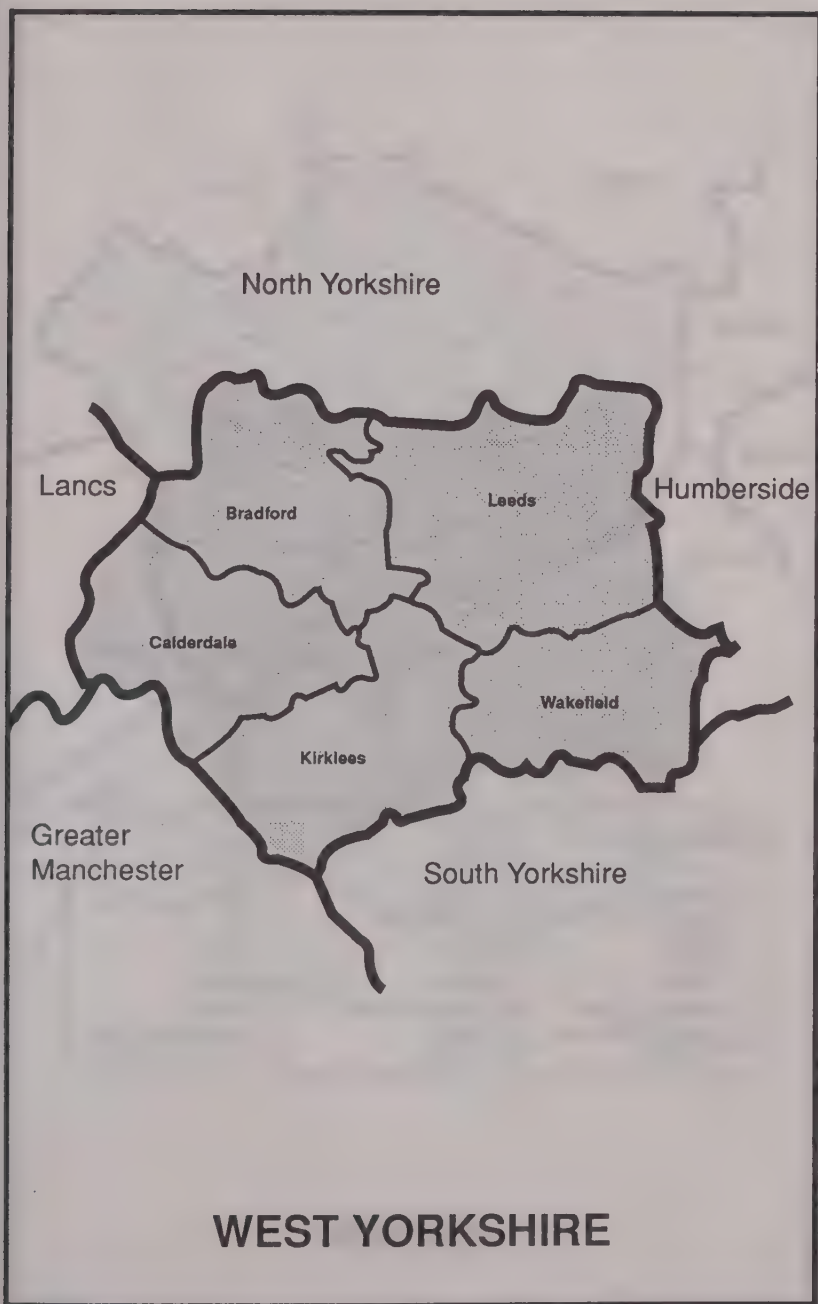 North Yorkshire
Lancs
Bradford
Leeds
Humberside
Calderdale
Wakefield
Kirklees
Greater
Manchester
South Yorkshire
WEST YORKSHIRE